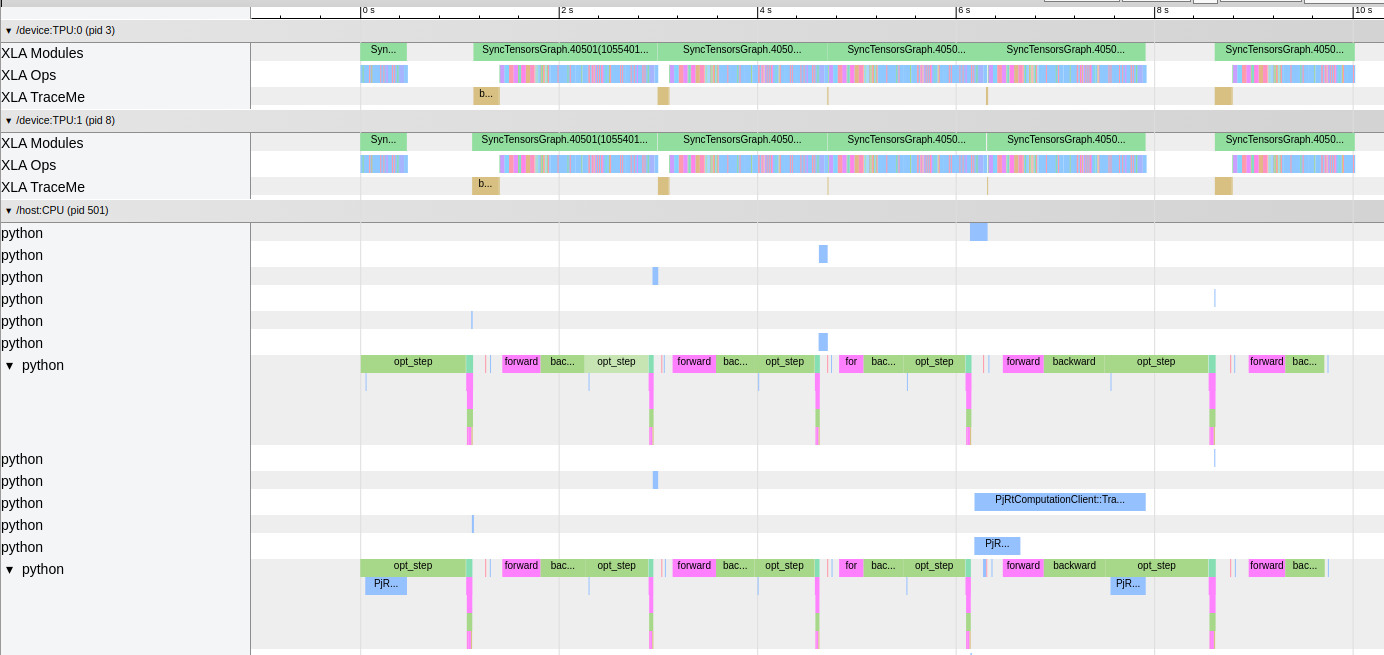 0 s 2 s 4 s 6 s 8 s 10 s
▼ /device:TPU:0 (pid 3)
XLA Modules Syn... SyncTensorsGraph.40501(1055401... SyncTensorsGraph.4050... SyncTensorsGraph.4050... SyncTensorsGraph.4050... SyncTensorsGraph.4050...
XLA Ops
XLA TraceMe b...
▼ /device:TPU:1 (pid 8)
XLA Modules Syn... SyncTensorsGraph.40501(1055401... SyncTensorsGraph.4050... SyncTensorsGraph.4050... SyncTensorsGraph.4050... SyncTensorsGraph.4050...
XLA Ops
XLA TraceMe b...
▼ /host:CPU (pid 501)
python
python
python
python
python
python
▼ python opt_step forward bac... opt_step forward bac... opt_step for bac... opt_step forward backward opt_step forward bac...
python
python
python PjRtComputationClient::Tra...
python
python PjR...
▼ python opt_step forward bac... opt_step forward bac... opt_step for bac... opt_step forward backward opt_step forward bac...
PjR... PjR...